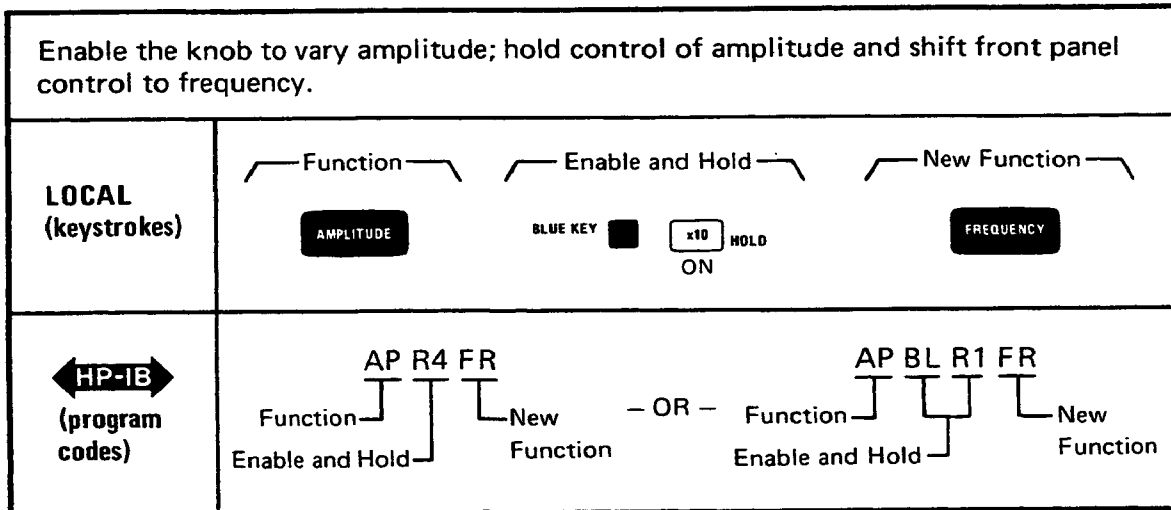 Enable the knob to vary amplitude; hold control of amplitude and shift front panel
control to frequency.
LOCAL
(keystrokes)
Function
Enable and Hold
New Function
AMPLITUDE
BLUE KEY
x10
HOLD
ON
FREQUENCY
HP-IB
(program
codes)
AP R4 FR
Function
New
Function
Enable and Hold
– OR –
AP BL R1 FR
Function
New
Function
Enable and Hold